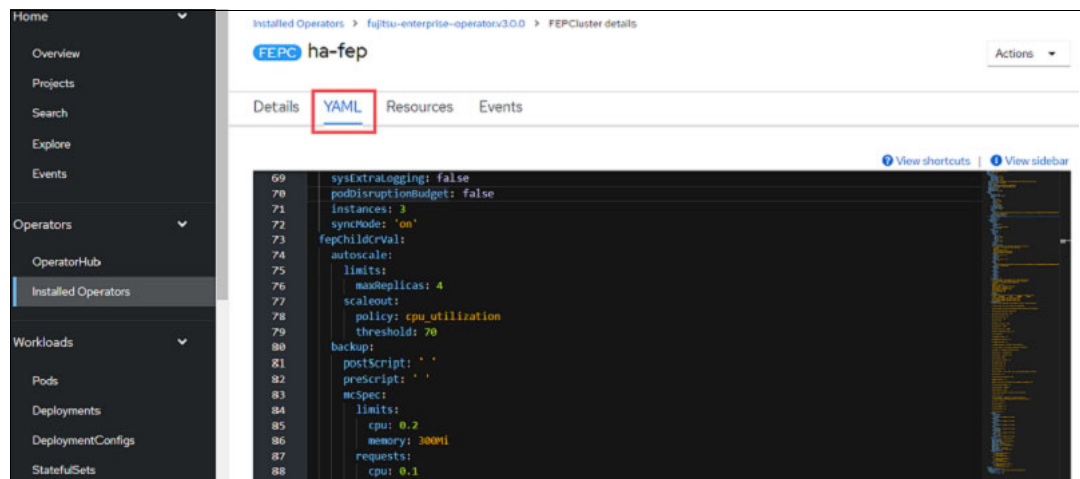 Home
Overview
Projects
Search
Explore
Events
Operators
OperatorHub
Installed Operators
Workloads
Pods
Deployments
DeploymentConfigs
StatefulSets
Installed Operators > fujitsu-enterprise-operator.v3.0.0 > FEPCluster details
FEPC ha-fep
Actions
Details YAML Resources Events
View shortcuts | View sidebar
69 sysExtraLogging: false
70 podDisruptionBudget: false
71 instances: 3
72 syncMode: 'on'
73 fepChildCrVal:
74 autoscale:
75 limits:
76 maxReplicas: 4
77 scaleout:
78 policy: cpu_utilization
79 threshold: 70
80 backup:
81 postScript: ' '
82 preScript: ' '
83 mcSpec:
84 limits:
85 cpu: 0.2
86 memory: 300Mi
87 requests:
88 cpu: 0.1